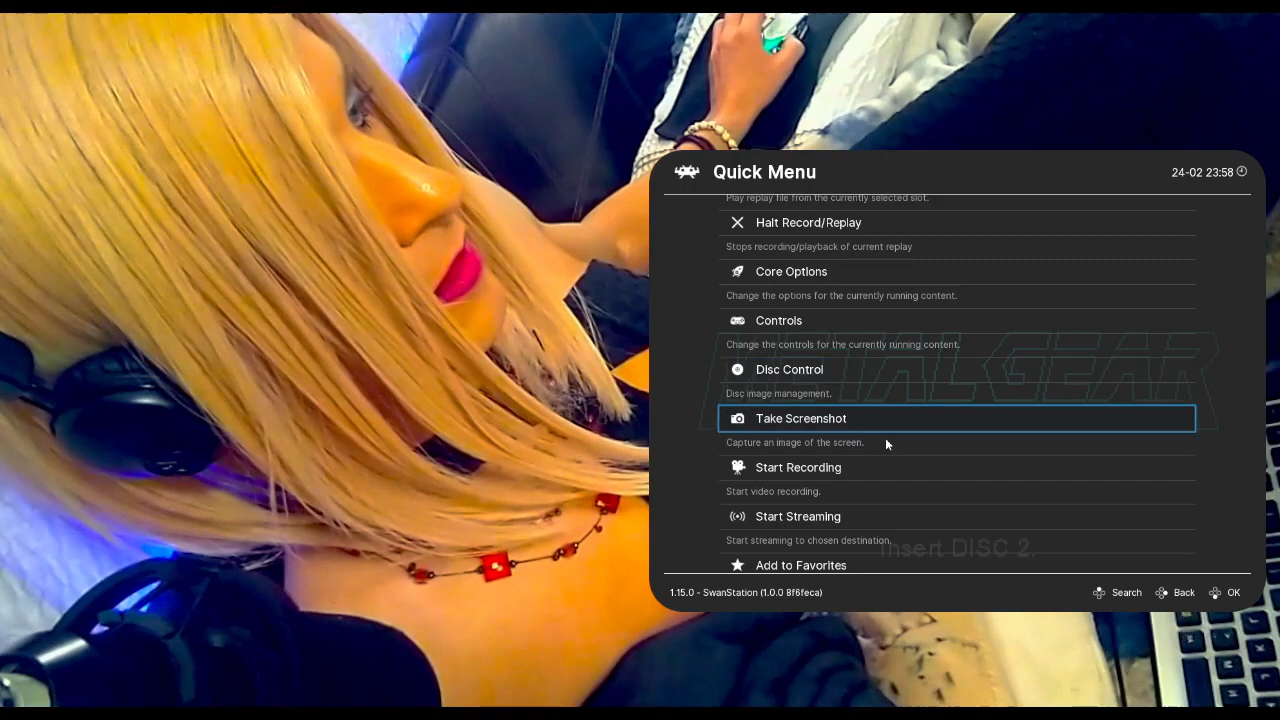 Quick Menu
24-02 23:58
Play replay file from the currently selected slot.
Halt Record/Replay
Stops recording/playback of current replay
Core Options
Change the options for the currently running content.
Controls
Change the controls for the currently running content.
METAL GEAR
Disc Control
Disc image management.
Take Screenshot
Capture an image of the screen.
Start Recording
Start video recording.
Start Streaming
Start streaming to chosen destination.
Insert DISC 2.
Add to Favorites
1.15.0 - SwanStation (1.0.0 8f6feca)
Search
Back
OK